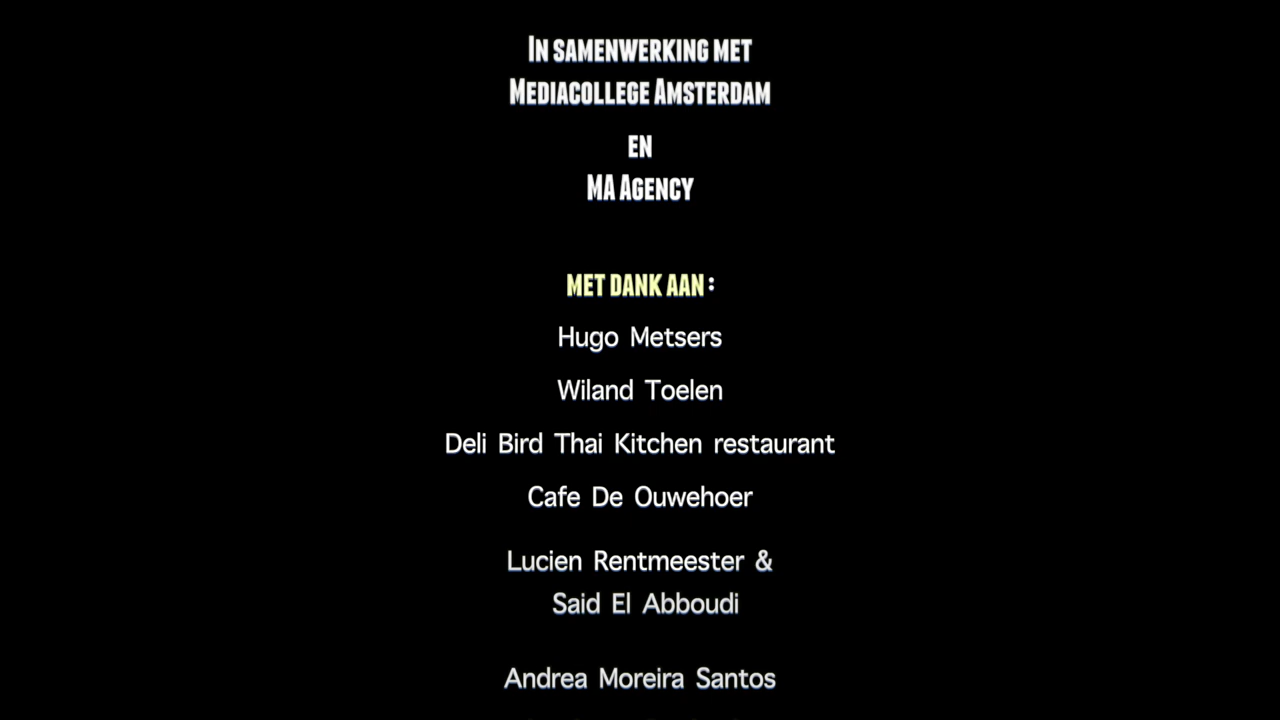 In samenwerking met
Mediacollege Amsterdam
en
MA Agency
met dank aan :
Hugo Metsers
Wiland Toelen
Deli Bird Thai Kitchen restaurant
Cafe De Ouwehoer
Lucien Rentmeester &
Said El Abboudi
Andrea Moreira Santos